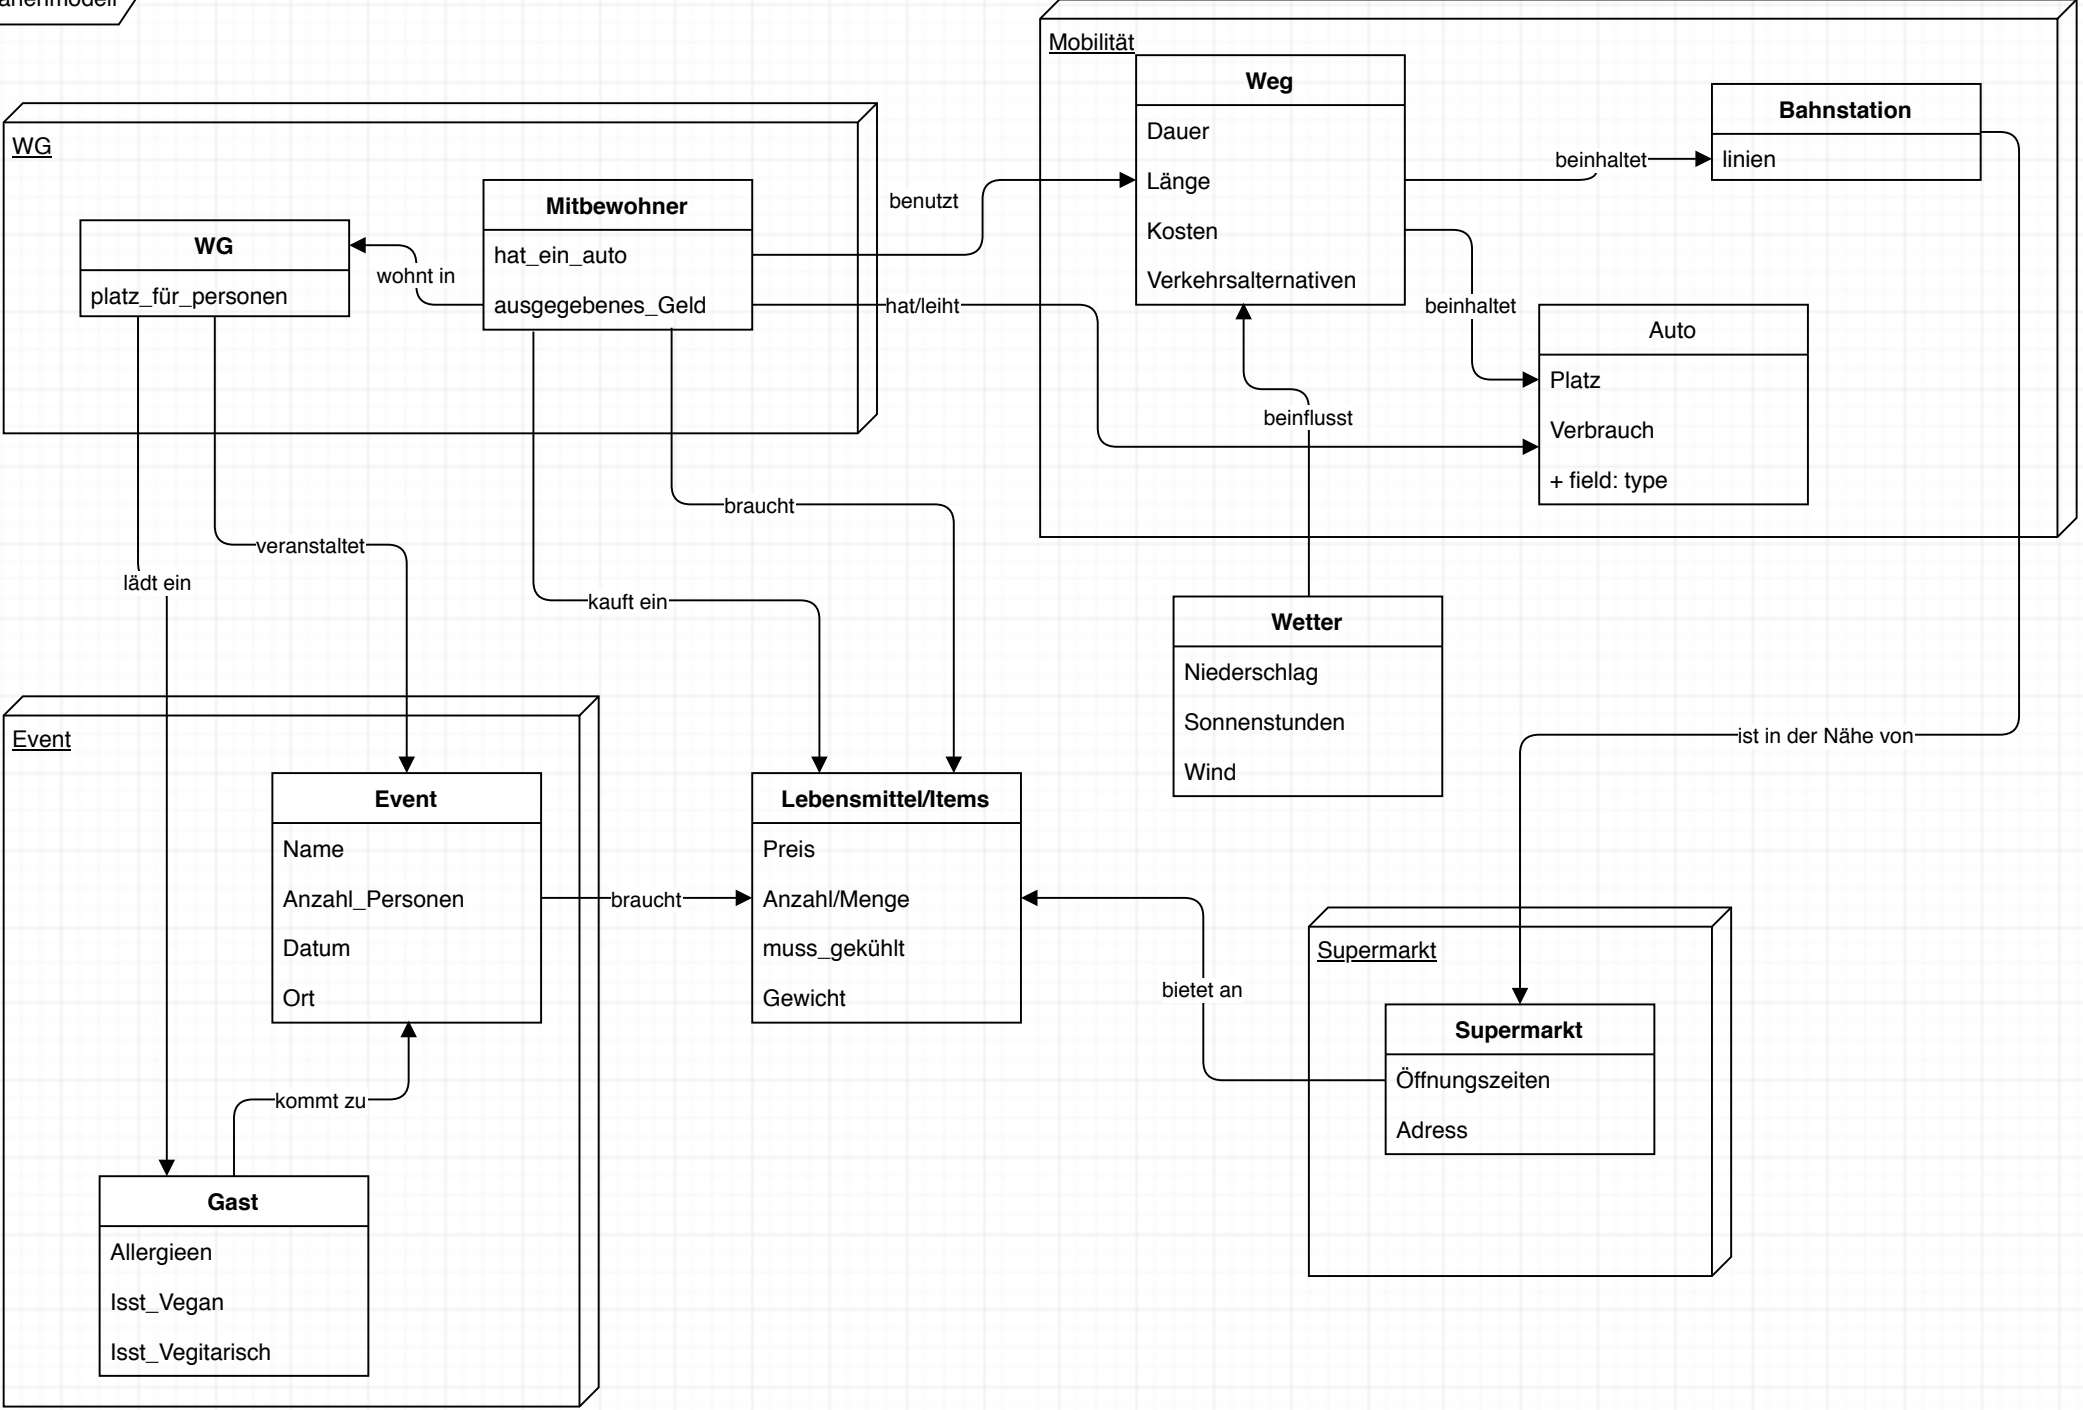 Mobilität
Weg
Dauer
Länge
Kosten
Verkehrsalternativen
Bahnstation
linien
beinhaltet
WG
Mitbewohner
hat_ein_auto
ausgegebenes_Geld
WG
platz_für_personen
wohnt in
benutzt
hat/leiht
beinhaltet
Auto
Platz
Verbrauch
+ field: type
beinflusst
braucht
veranstaltet
lädt ein
kauft ein
Wetter
Niederschlag
Sonnenstunden
Wind
ist in der Nähe von
Event
Event
Name
Anzahl_Personen
Datum
Ort
braucht
Lebensmittel/Items
Preis
Anzahl/Menge
muss_gekühlt
Gewicht
bietet an
Supermarkt
Supermarkt
Öffnungszeiten
Adress
kommt zu
Gast
Allergieen
Isst_Vegan
Isst_Vegitarisch